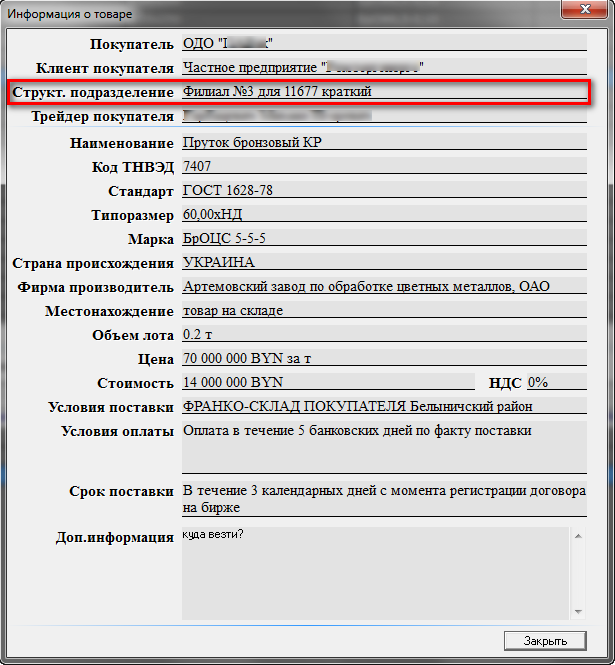 Информация о товаре
Покупатель ОДО "
Клиент покупателя Частное предприятие "
Структ. подразделение Филиал №3 для 11677 краткий
Трейдер покупателя
Наименование Пруток бронзовый КР
Код ТНВЭД 7407
Стандарт ГОСТ 1628-78
Типоразмер 60,00хНД
Марка БрОЦС 5-5-5
Страна происхождения УКРАИНА
Фирма производитель Артемовский завод по обработке цветных металлов, ОАО
Местонахождение товар на складе
Объем лота 0.2 т
Цена 70 000 000 BYN за т
Стоимость 14 000 000 BYN НДС 0%
Условия поставки ФРАНКО-СКЛАД ПОКУПАТЕЛЯ Белыничский район
Условия оплаты Оплата в течение 5 банковских дней по факту поставки
Срок поставки В течение 3 календарных дней с момента регистрации договора
на бирже
Доп.информация куда везти?
Закрыть